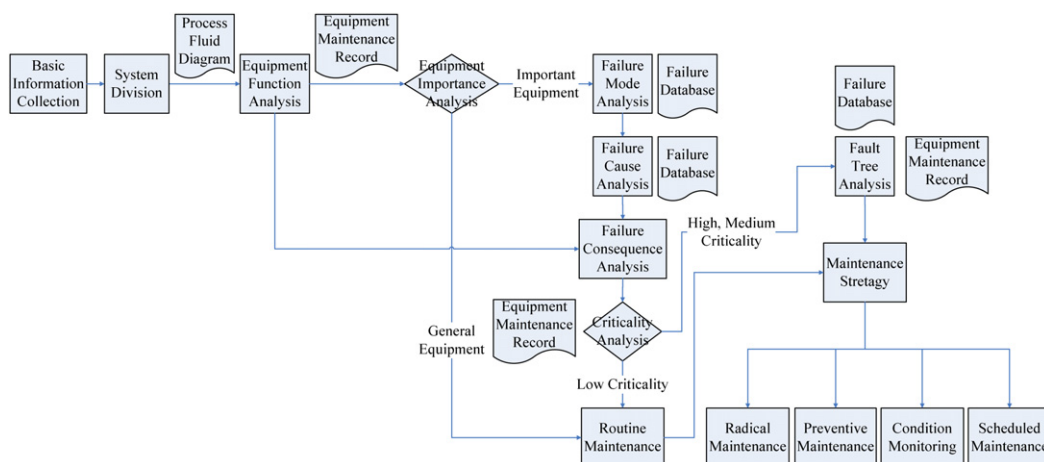 Basic
Information
Collection
System
Division
Process
Fluid
Diagram
Equipment
Function
Analysis
Equipment
Maintenance
Record
Equipment
Importance
Analysis
Important
Equipment
Failure
Mode
Analysis
Failure
Database
Failure
Cause
Analysis
Failure
Database
Failure
Consequence
Analysis
Equipment
Maintenance
Record
Criticality
Analysis
General
Equipment
Low Criticality
Routine
Maintenance
High, Medium
Criticality
Failure
Database
Fault
Tree
Analysis
Equipment
Maintenance
Record
Maintenance
Stretagy
Radical
Maintenance
Preventive
Maintenance
Condition
Monitoring
Scheduled
Maintenance